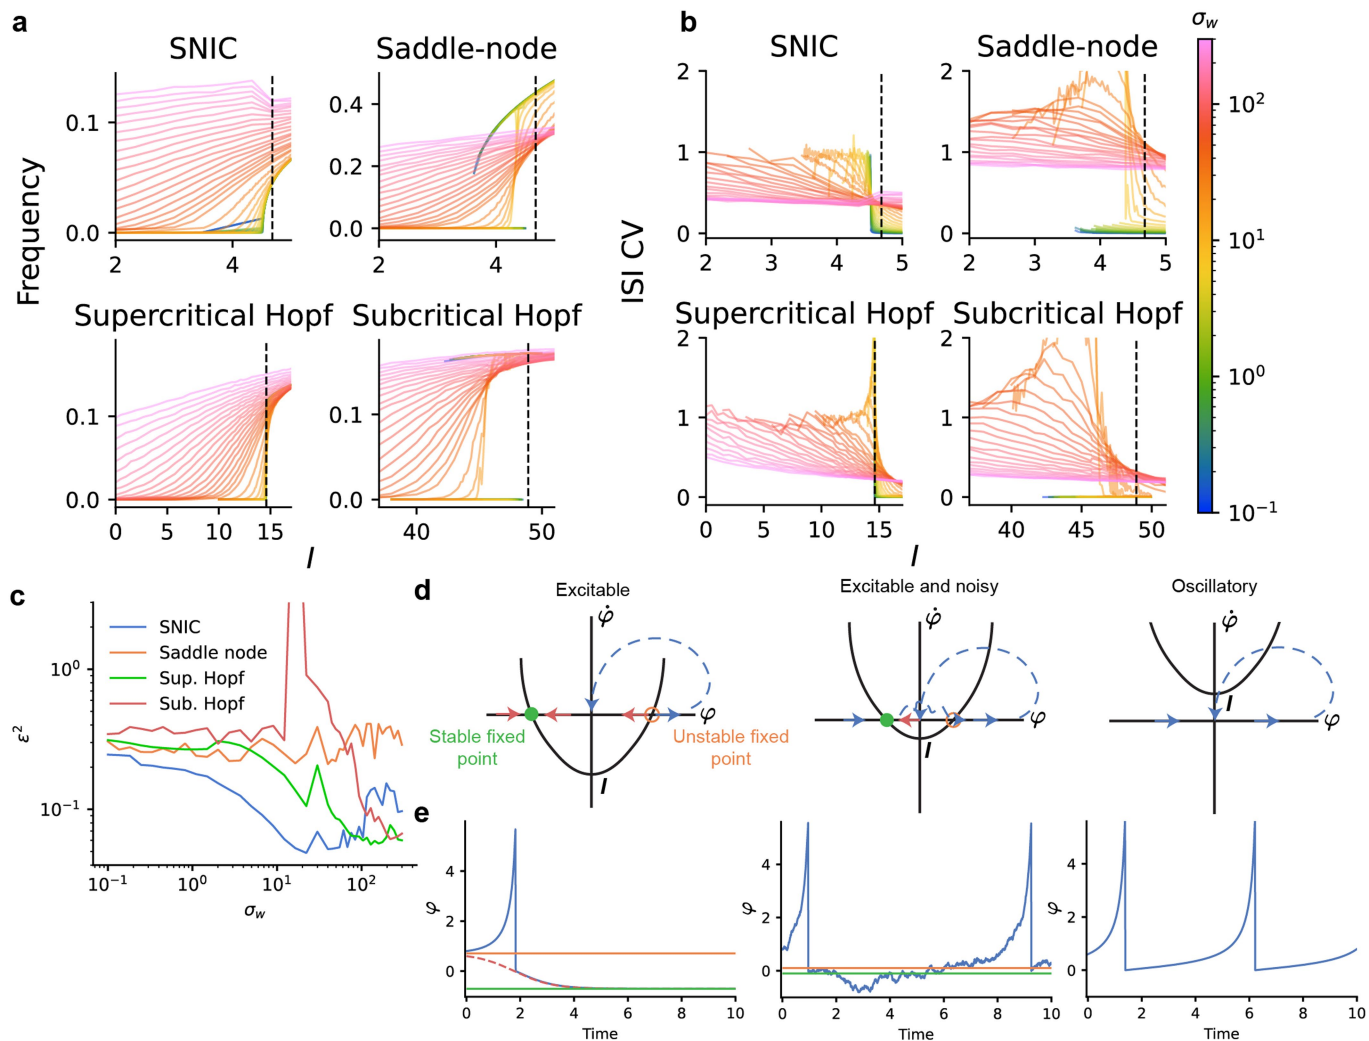 a
SNIC
Saddle-node
Frequency
0.1
0.0
2
4
0.4
0.2
0.0
2
4
Supercritical Hopf
Subcritical Hopf
0.1
0.0
0
5
10
15
0.1
0.0
40
50
I
b
SNIC
Saddle-node
ISI CV
2
1
0
2
3
4
5
2
1
0
2
3
4
5
Supercritical Hopf
Subcritical Hopf
2
1
0
0
5
10
15
2
1
0
40
45
50
I
σw
10²
10¹
10⁰
10⁻¹
c
SNIC
Saddle node
Sup. Hopf
Sub. Hopf
ε²
10⁰
10⁻¹
10⁻¹
10⁰
10¹
10²
σw
d
Excitable
Excitable and noisy
Oscillatory
φ̇
φ
I
Stable fixed
point
Unstable fixed
point
φ̇
φ
I
φ̇
φ
I
e
φ
4
2
0
0
2
4
6
8
10
Time
φ
4
2
0
0
2
4
6
8
10
Time
φ
4
2
0
0
2
4
6
8
10
Time